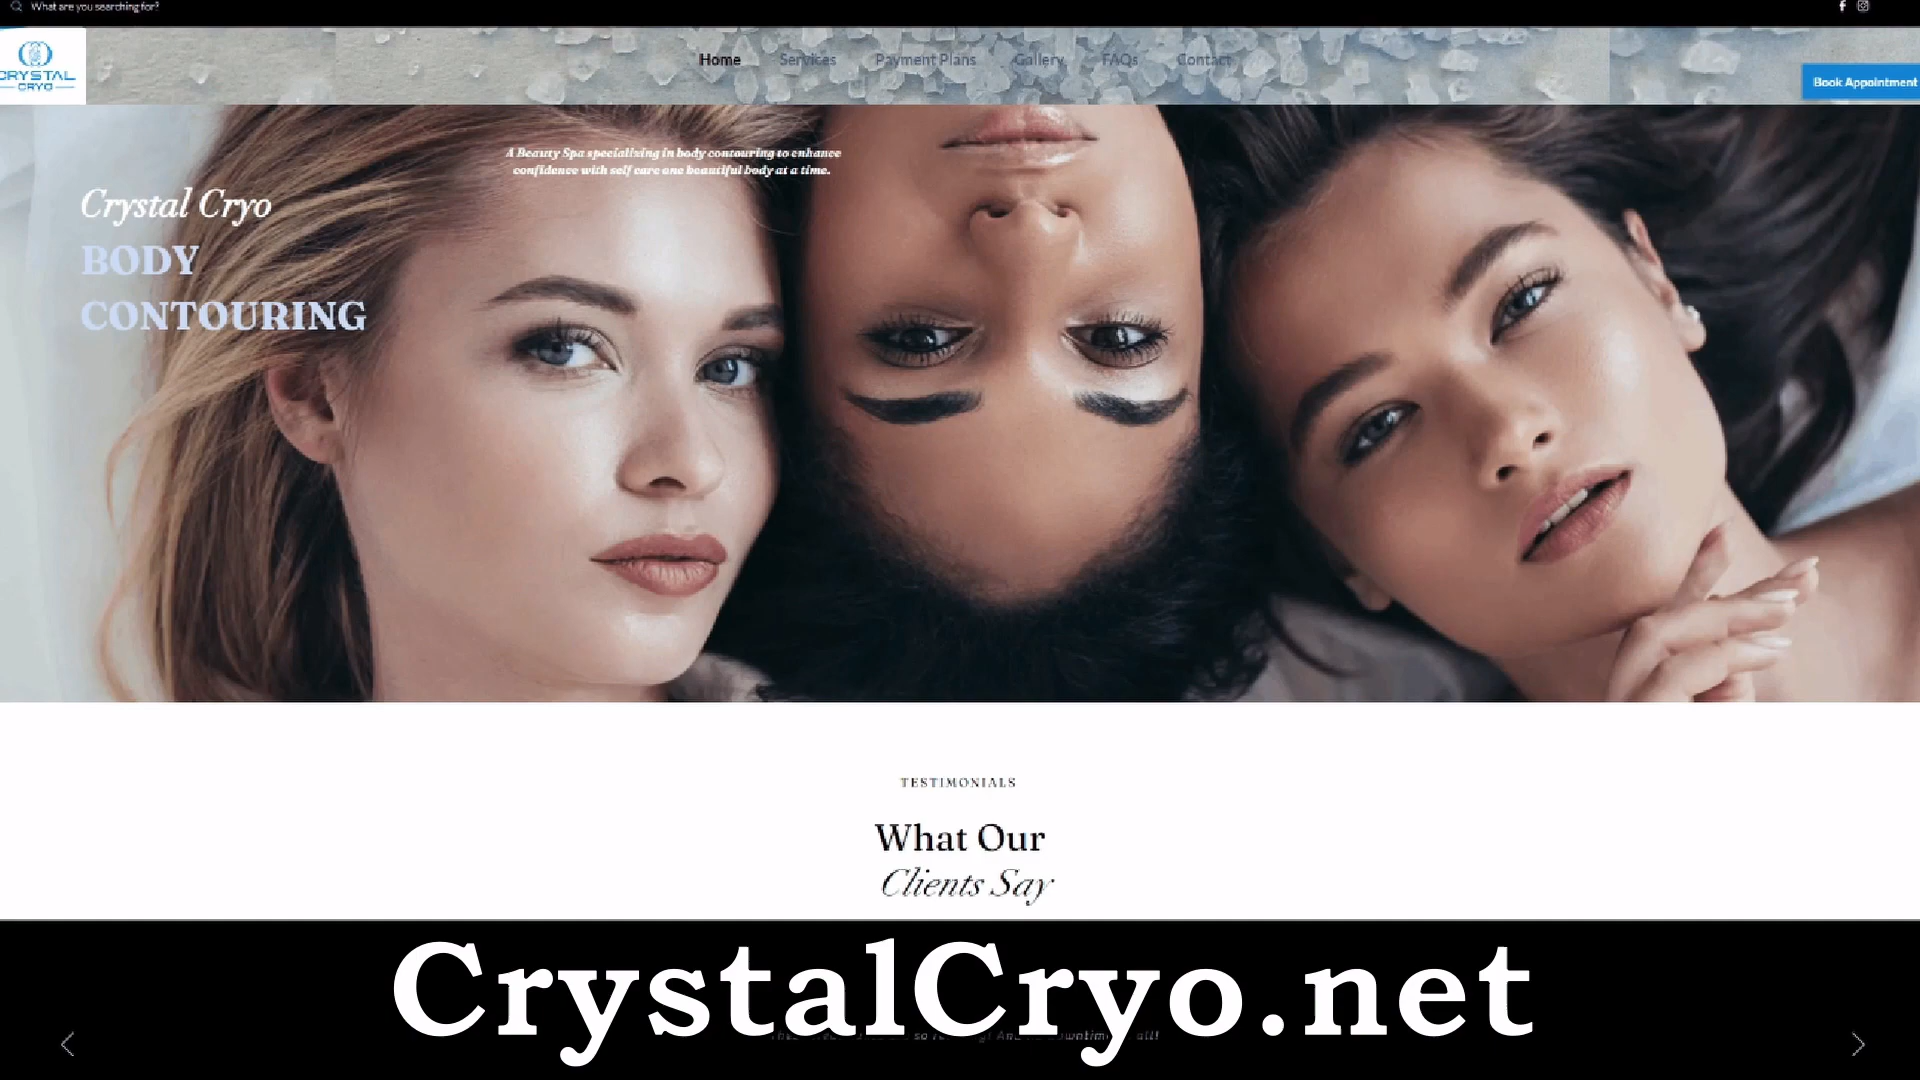 What are you searching for?
CRYSTAL
CRYO
Home Services Payment Plans Gallery FAQs Contact
Book Appointment
A Beauty Spa specializing in body contouring to enhance
confidence with self care one beautiful body at a time.
Crystal Cryo
BODY
CONTOURING
TESTIMONIALS
What Our
Clients Say
CrystalCryo.net